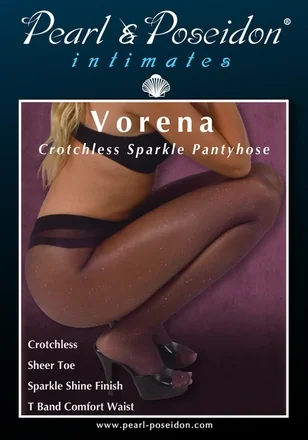 Pearl & Poseidon®
intimates
Vorena
Crotchless Sparkle Pantyhose
Crotchless
Sheer Toe
Sparkle Shine Finish
T Band Comfort Waist
www.pearl-poseidon.com